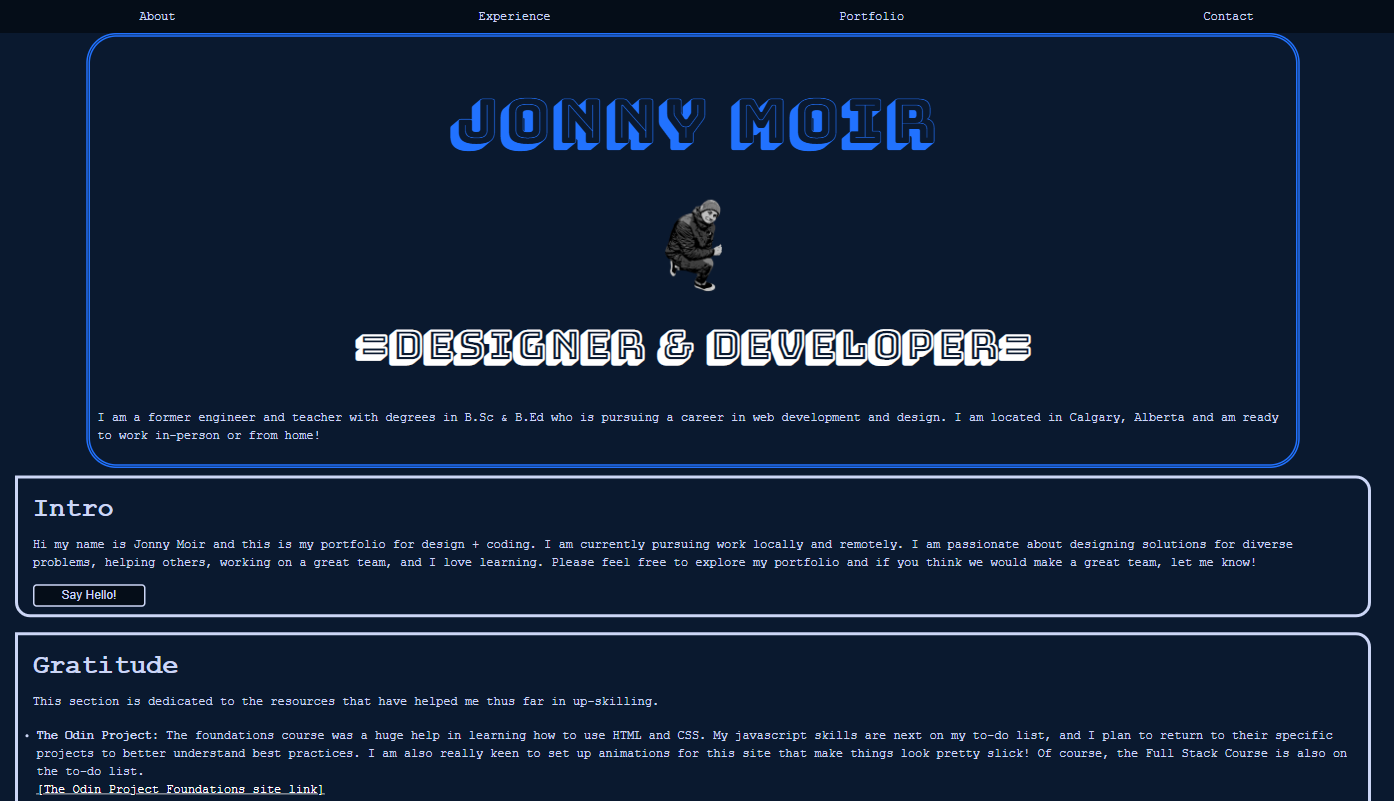 About Experience Portfolio Contact
JONNY MOIR
=DESIGNER & DEVELOPER=
I am a former engineer and teacher with degrees in B.Sc & B.Ed who is pursuing a career in web development and design. I am located in Calgary, Alberta and am ready
to work in-person or from home!
Intro
Hi my name is Jonny Moir and this is my portfolio for design + coding. I am currently pursuing work locally and remotely. I am passionate about designing solutions for diverse
problems, helping others, working on a great team, and I love learning. Please feel free to explore my portfolio and if you think we would make a great team, let me know!
Say Hello!
Gratitude
This section is dedicated to the resources that have helped me thus far in up-skilling.
• The Odin Project: The foundations course was a huge help in learning how to use HTML and CSS. My javascript skills are next on my to-do list, and I plan to return to their specific
projects to better understand best practices. I am also really keen to set up animations for this site that make things look pretty slick! Of course, the Full Stack Course is also on
the to-do list.
[The Odin Project Foundations site link]